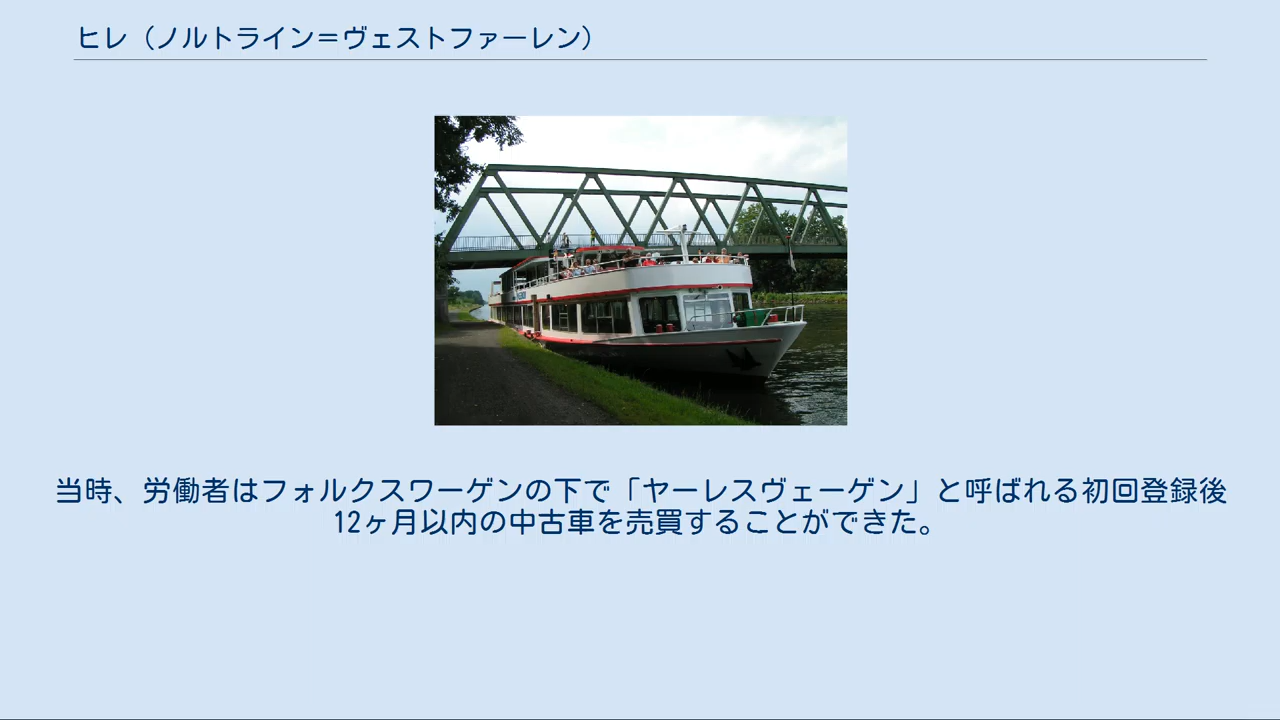 ヒレ（ノルトライン＝ヴェストファーレン）
当時、労働者はフォルクスワーゲンの下で「ヤーレスヴェーゲン」と呼ばれる初回登録後
12ヶ月以内の中古車を売買することができた。